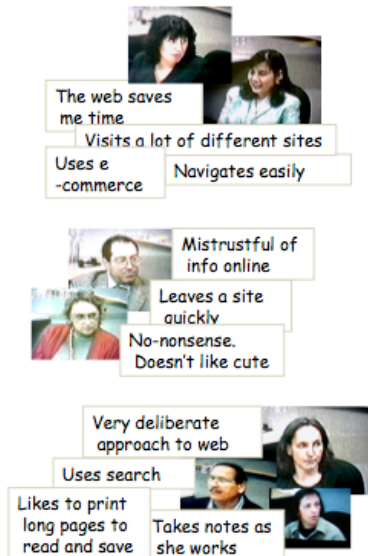 The web saves
me time
Visits a lot of different sites
Uses e
-commerce
Navigates easily
Mistrustful of
info online
Leaves a site
quickly
No-nonsense.
Doesn't like cute
Very deliberate
approach to web
Uses search
Likes to print
long pages to
read and save
Takes notes as
she works